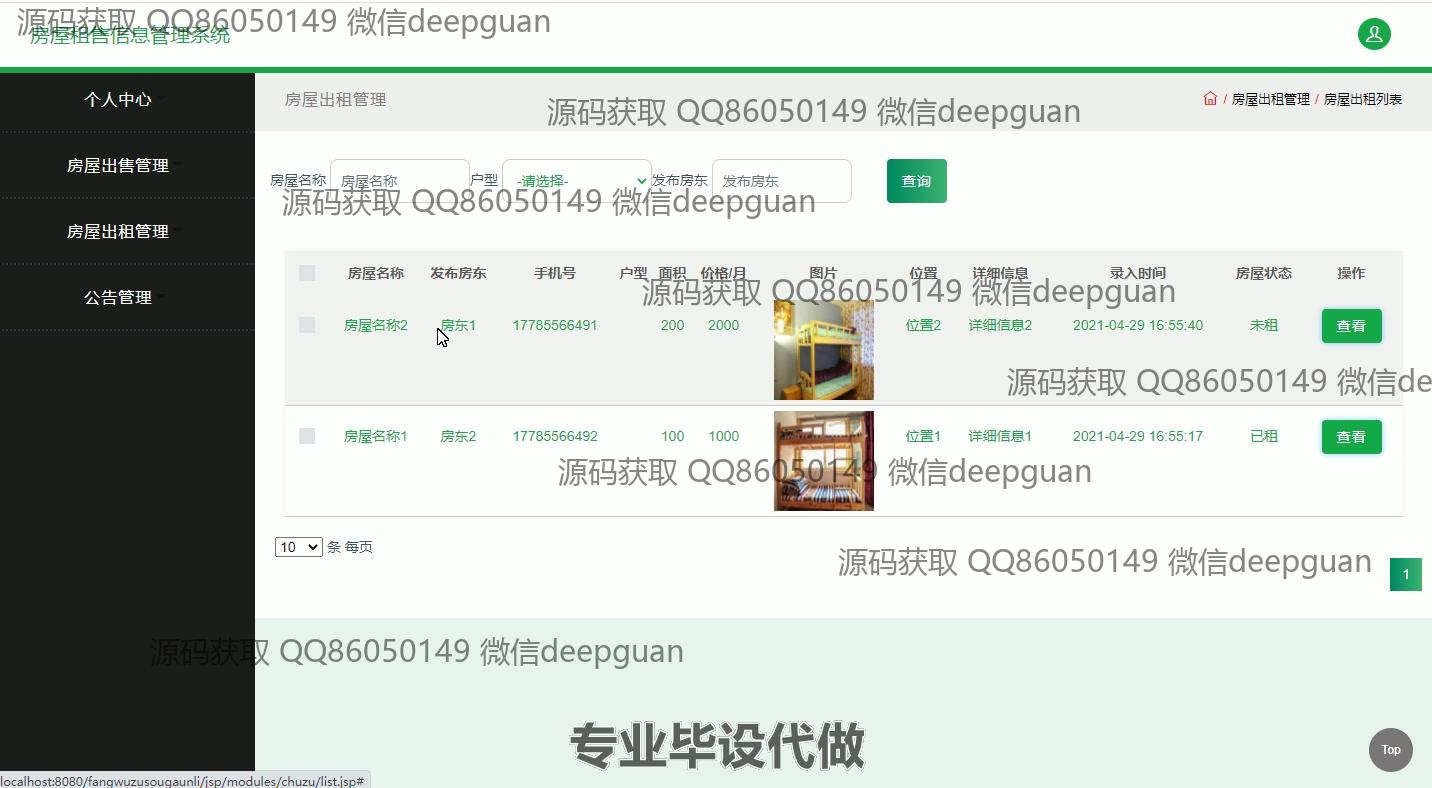 源码获取 QQ86050149 微信deepguan
房屋租售信息管理系统
个人中心
房屋出售管理
房屋出租管理
公告管理
房屋出租管理
/ 房屋出租管理 / 房屋出租列表
源码获取 QQ86050149 微信deepguan
房屋名称 房屋名称 户型 -请选择- 发布房东 发布房东 查询
源码获取 QQ86050149 微信deepguan
房屋名称 发布房东 手机号 户型 面积 价格/月 图片 位置 详细信息 录入时间 房屋状态 操作
源码获取 QQ86050149 微信deepguan
房屋名称2 房东1 17785566491 200 2000 位置2 详细信息2 2021-04-29 16:55:40 未租 查看
源码获取 QQ86050149 微信de
房屋名称1 房东2 17785566492 100 1000 位置1 详细信息1 2021-04-29 16:55:17 已租 查看
源码获取 QQ86050149 微信deepguan
10 条 每页
源码获取 QQ86050149 微信deepguan
1
源码获取 QQ86050149 微信deepguan
专业毕设代做
Top
localhost:8080/fangwuzusougaunli/jsp/modules/chuzu/list.jsp#